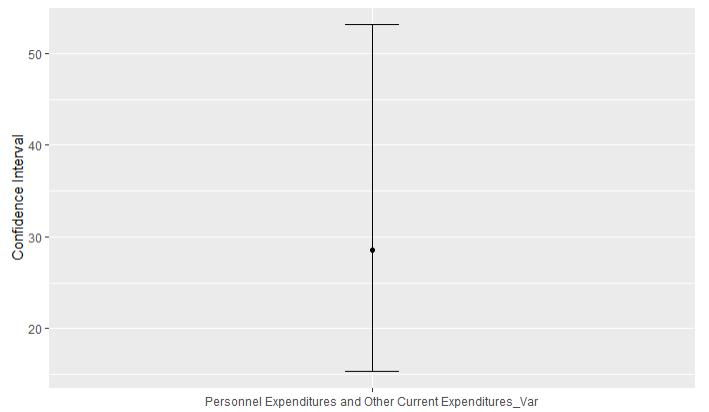 50
40
30
20
Confidence Interval
Personnel Expenditures and Other Current Expenditures_Var